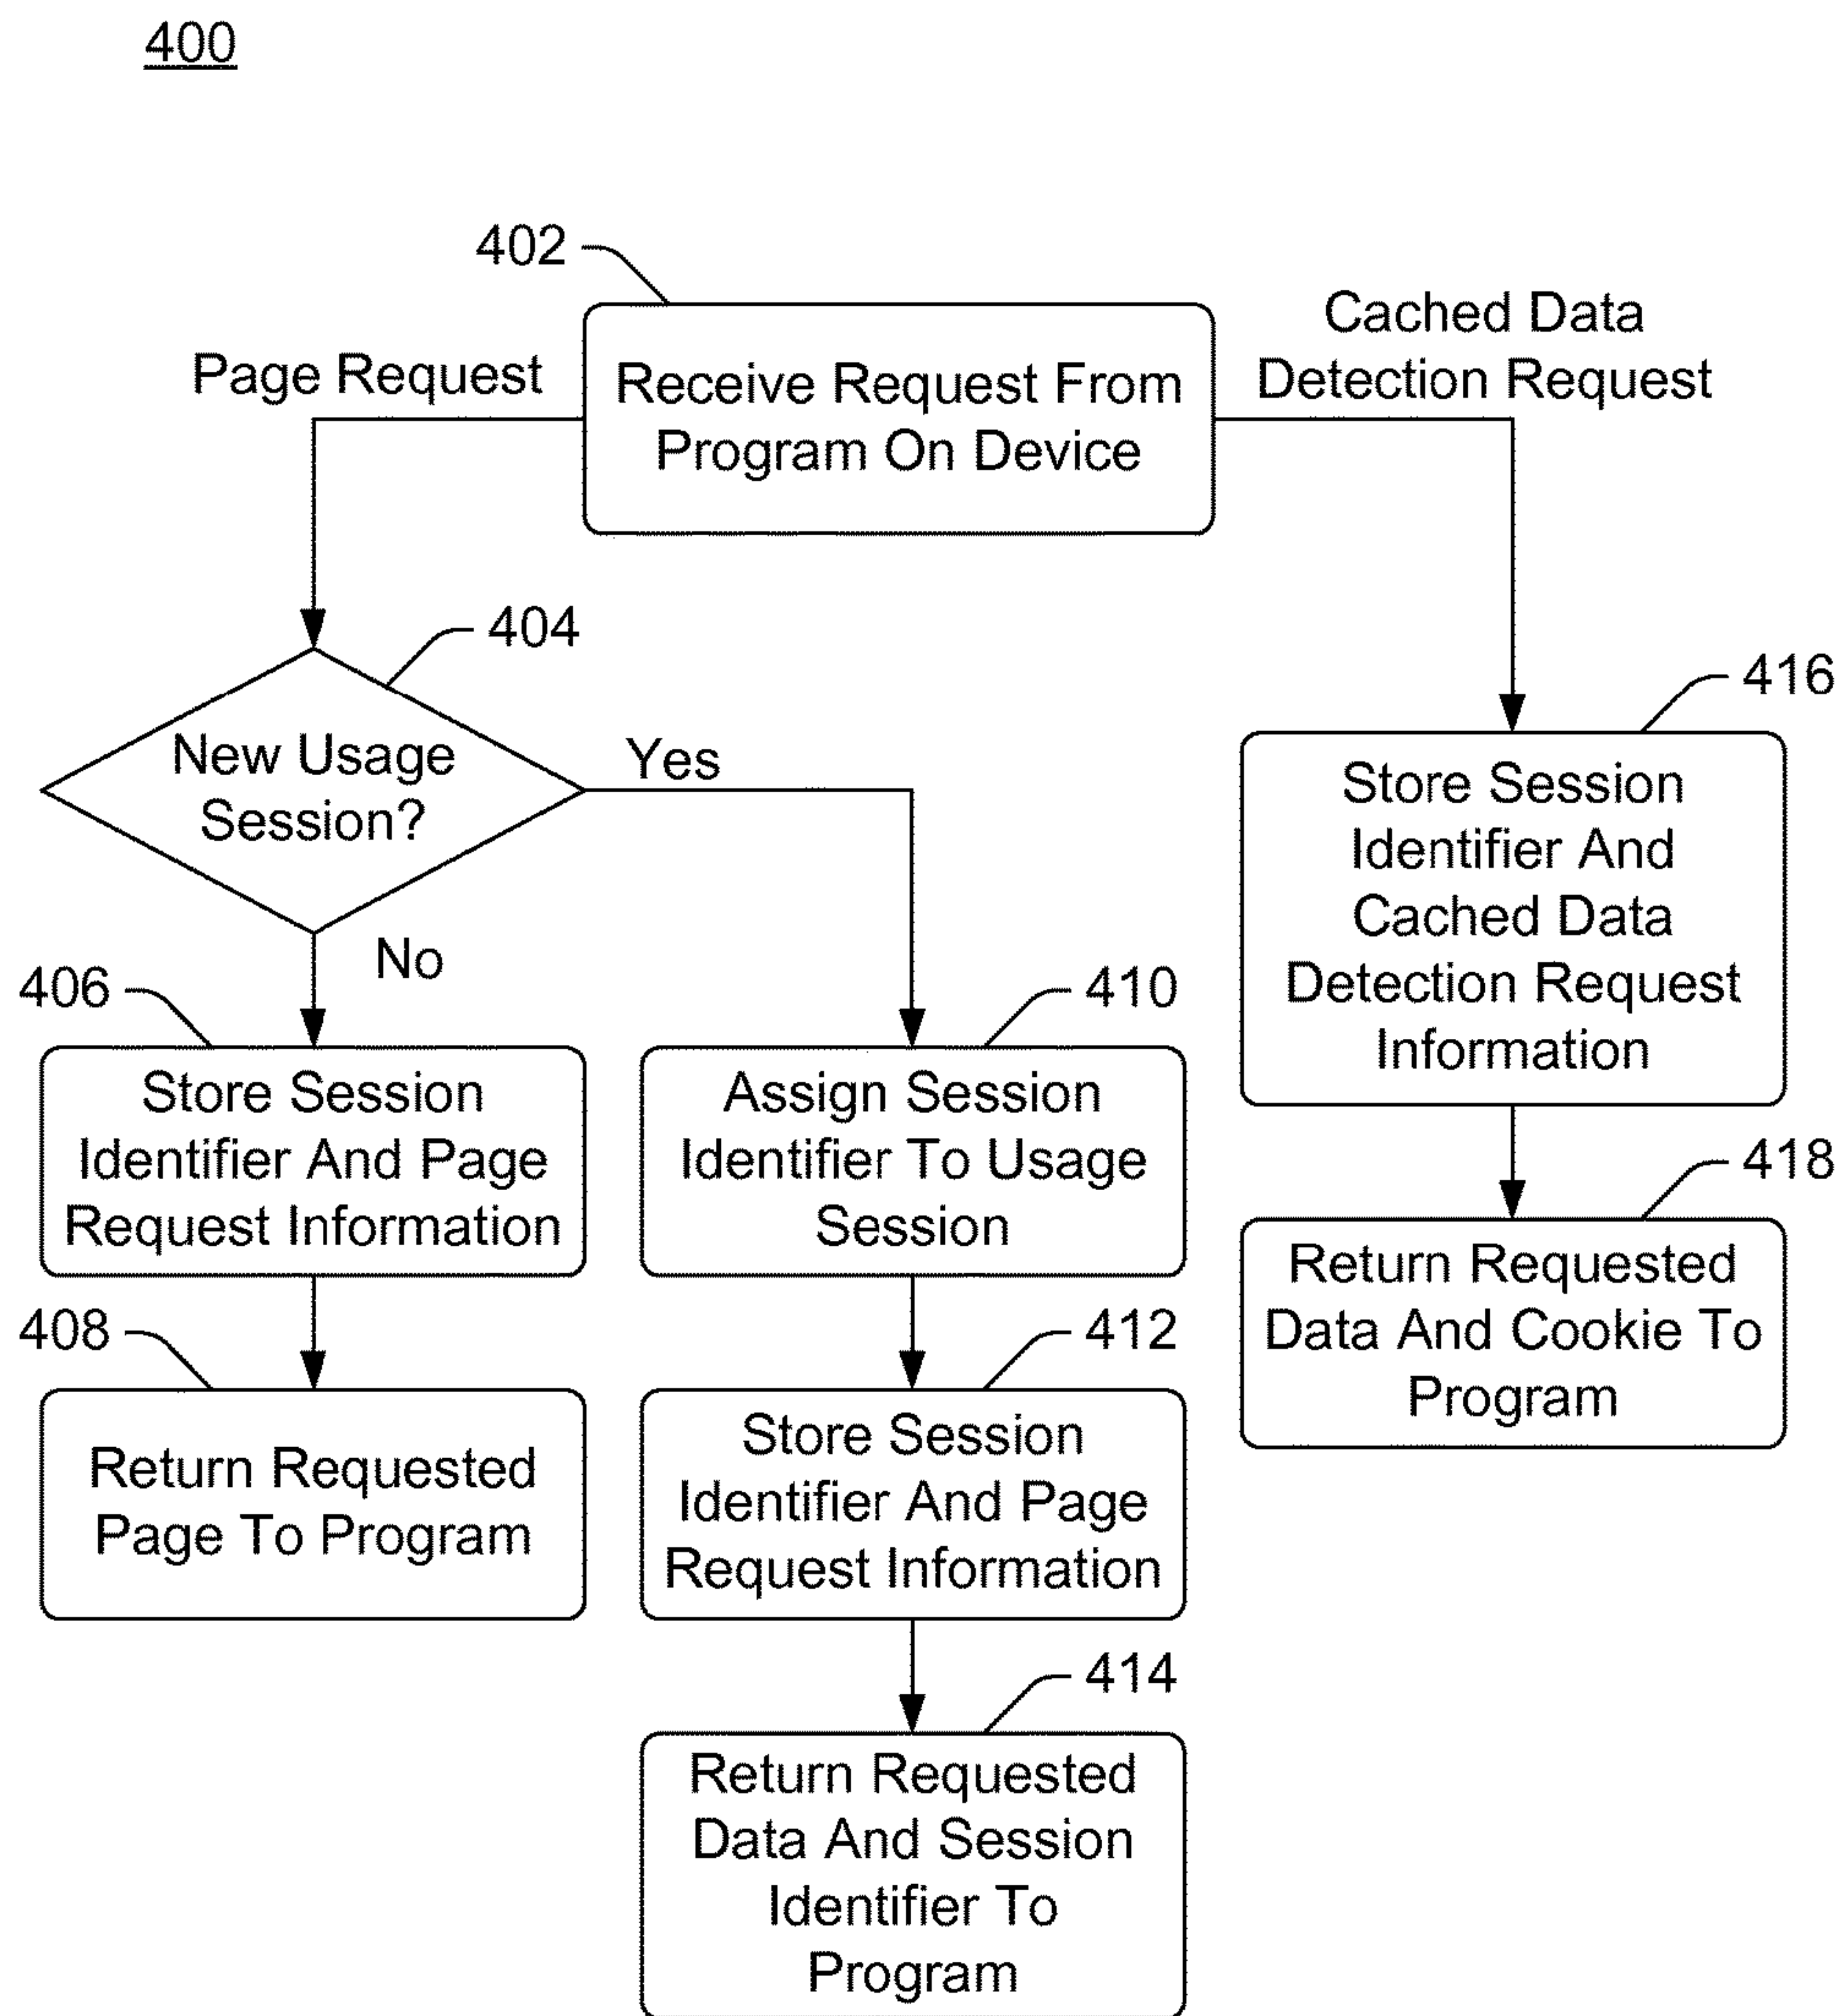 400
402
Page Request
Receive Request From
Program On Device
Cached Data
Detection Request
404
New Usage
Session?
Yes
No
406
Store Session
Identifier And Page
Request Information
408
Return Requested
Page To Program
410
Assign Session
Identifier To Usage
Session
412
Store Session
Identifier And Page
Request Information
414
Return Requested
Data And Session
Identifier To
Program
416
Store Session
Identifier And
Cached Data
Detection Request
Information
418
Return Requested
Data And Cookie To
Program